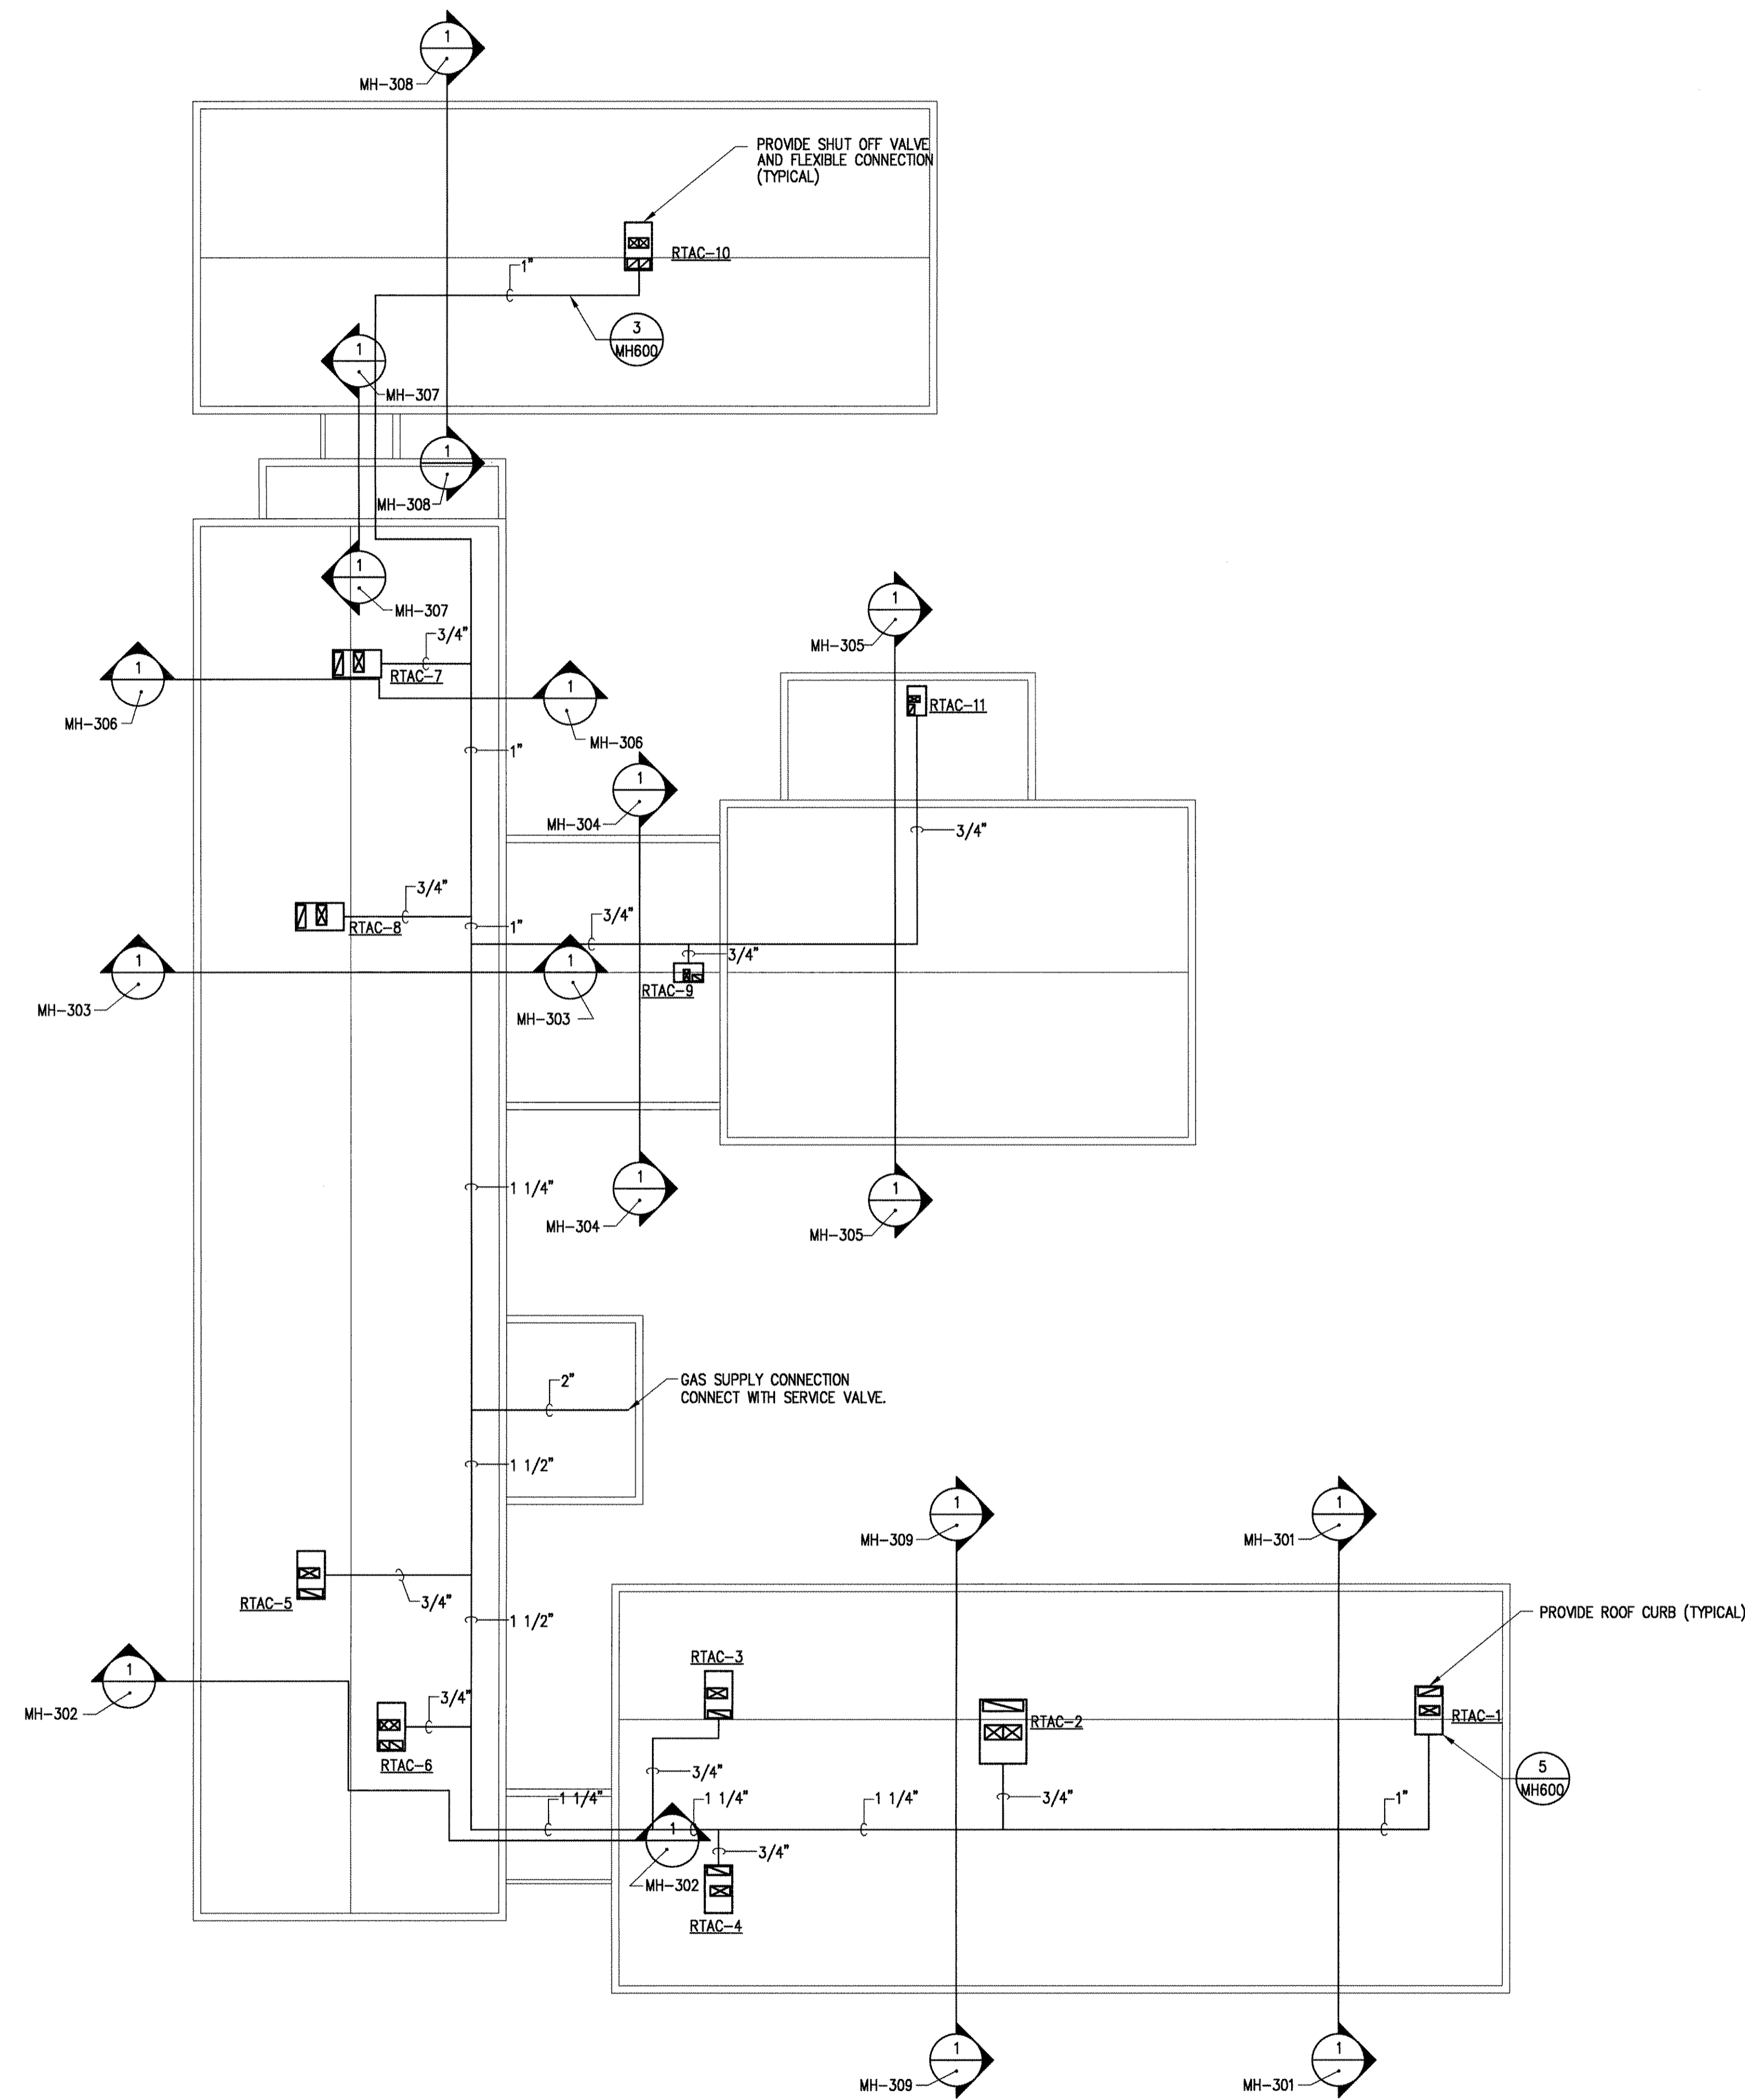 1
MH-308
PROVIDE SHUT OFF VALVE
AND FLEXIBLE CONNECTION
(TYPICAL)
RTAC-10
1"
3
MH600
1
MH-307
1
MH-308
1
MH-307
3/4"
RTAC-7
1
MH-306
1
MH-306
1"
1
MH-305
RTAC-11
1
MH-304
3/4"
3/4"
RTAC-8
1"
3/4"
3/4"
RTAC-9
1
MH-303
1
MH-303
1 1/4"
1
MH-304
1
MH-305
2"
GAS SUPPLY CONNECTION
CONNECT WITH SERVICE VALVE.
1 1/2"
1
MH-309
1
MH-301
RTAC-5
3/4"
1 1/2"
PROVIDE ROOF CURB (TYPICAL)
1
MH-302
RTAC-3
3/4"
RTAC-6
RTAC-2
RTAC-1
5
MH600
3/4"
1 1/4"
1 1/4"
1 1/4"
3/4"
1"
1
MH-302
3/4"
RTAC-4
1
MH-309
1
MH-301